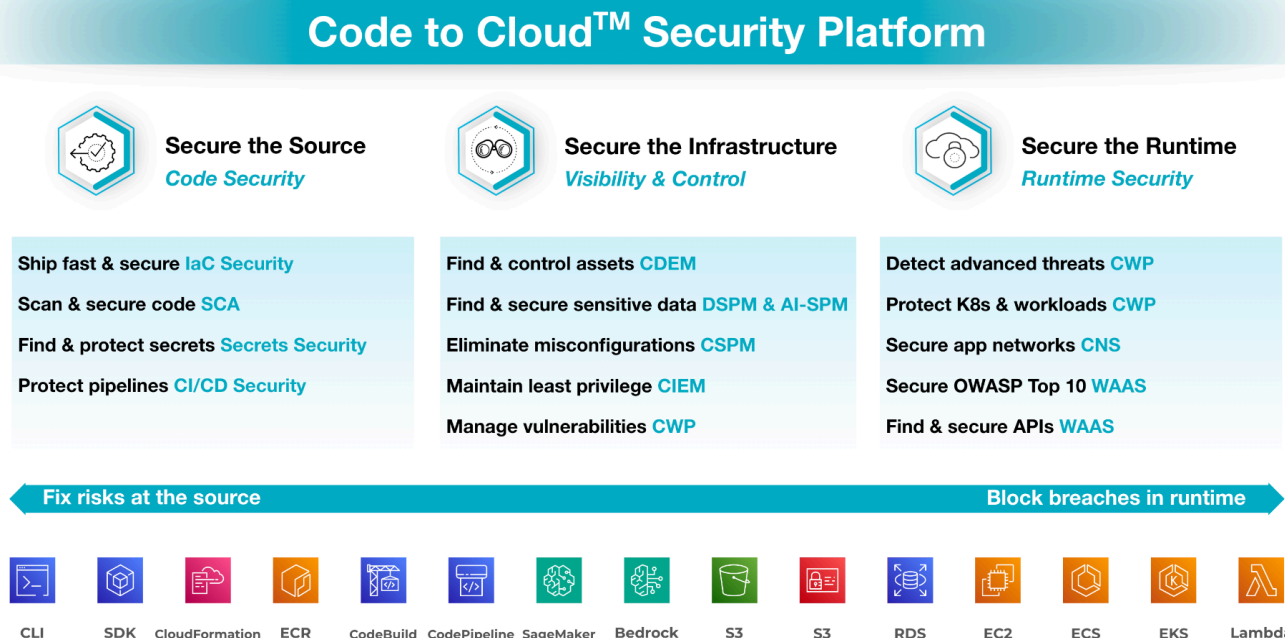 Code to Cloud™ Security Platform
Secure the Source
Code Security
Secure the Infrastructure
Visibility & Control
Secure the Runtime
Runtime Security
Ship fast & secure IaC Security
Scan & secure code SCA
Find & protect secrets Secrets Security
Protect pipelines CI/CD Security
Find & control assets CDEM
Find & secure sensitive data DSPM & AI-SPM
Eliminate misconfigurations CSPM
Maintain least privilege CIEM
Manage vulnerabilities CWP
Detect advanced threats CWP
Protect K8s & workloads CWP
Secure app networks CNS
Secure OWASP Top 10 WAAS
Find & secure APIs WAAS
Fix risks at the source
Block breaches in runtime
CLI SDK CloudFormation ECR CodeBuild CodePipeline SageMaker Bedrock S3 S3 RDS EC2 ECS EKS Lambd